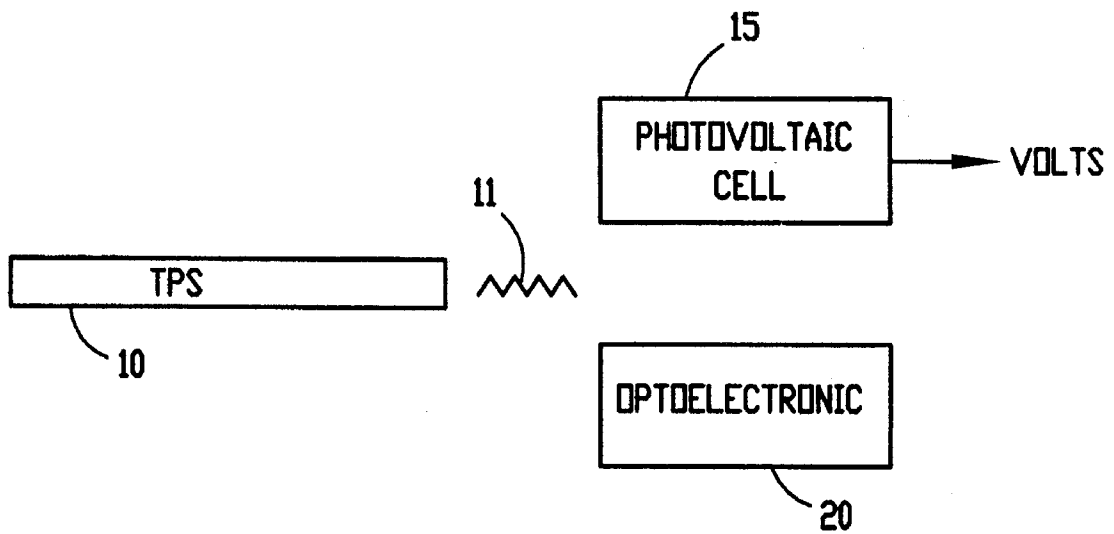 15
PHOTOVOLTAIC
CELL
VOLTS
11
TPS
10
OPTOELECTRONIC
20